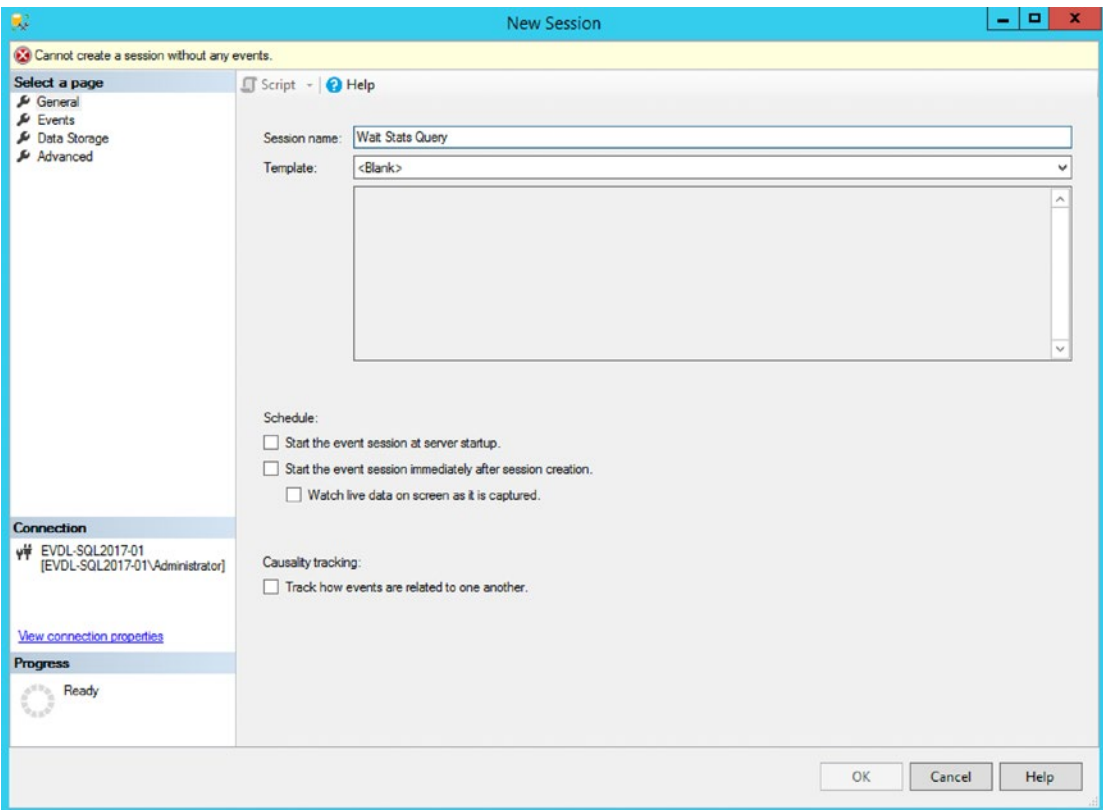 New Session
Cannot create a session without any events.
Select a page
General
Events
Data Storage
Advanced
Script
Help
Session name: Wait Stats Query
Template: <Blank>
Schedule:
Start the event session at server startup.
Start the event session immediately after session creation.
Watch live data on screen as it is captured.
Causality tracking:
Track how events are related to one another.
Connection
EVDL-SQL2017-01
[EVDL-SQL2017-01\Administrator]
View connection properties
Progress
Ready
OK
Cancel
Help